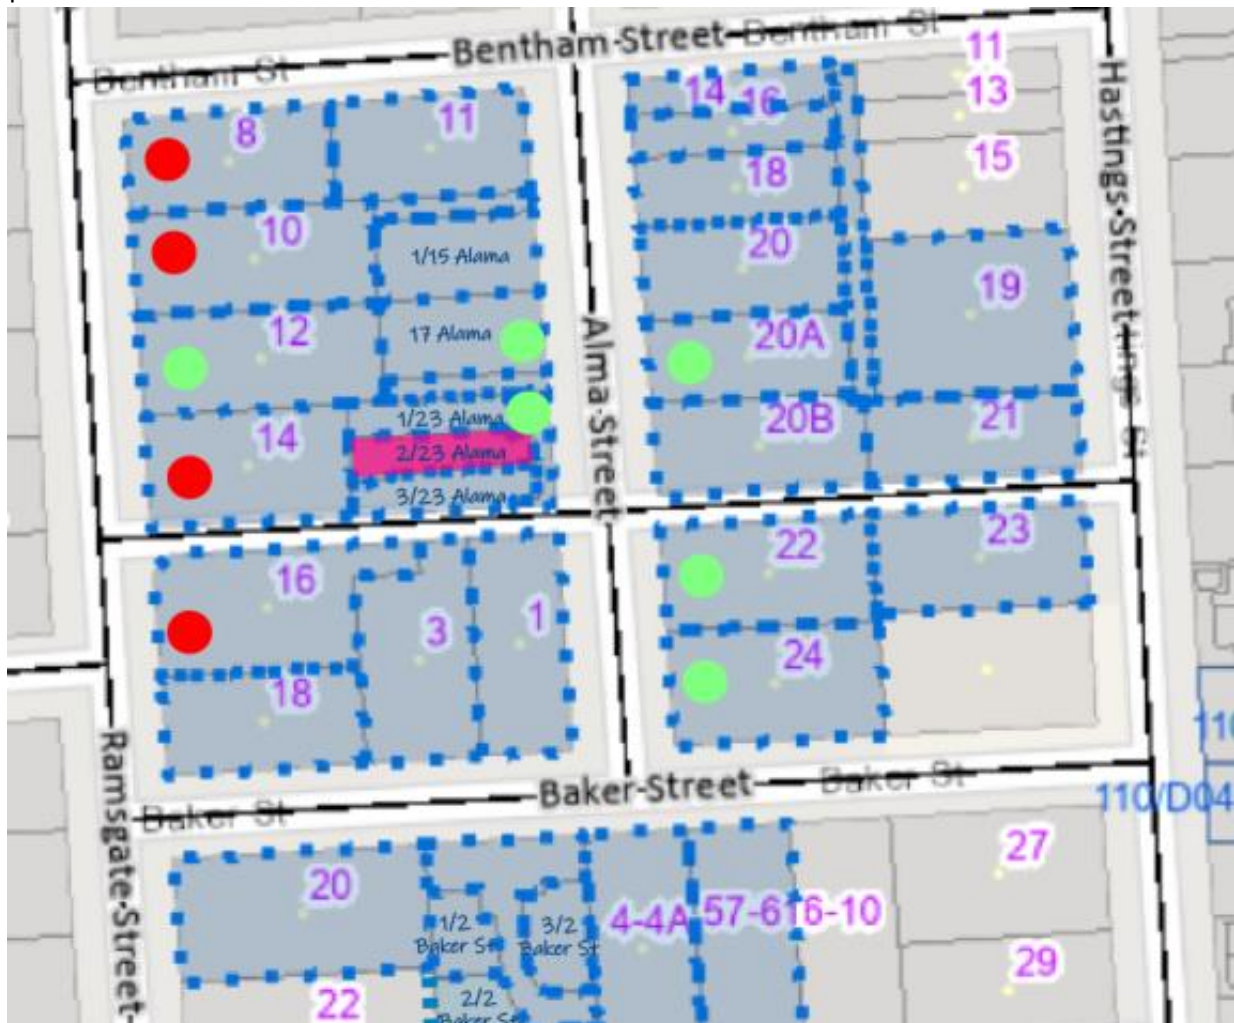 Bentham Street
Bentham St
Bentham St
11
8
11
14
16
13
15
18
10
1/15 Alama
20
19
12
17 Alama
20A
1/23 Alama
20B
21
14
2/23 Alama
3/23 Alama
Alma Street
Hastings Street
22
23
16
3
1
24
18
Ramsgate Street
Baker Street
Baker St
Baker St
110/D04
27
20
1/2
Baker St
3/2
Baker St
4-4A
57-616-10
29
22
2/2
Baker St